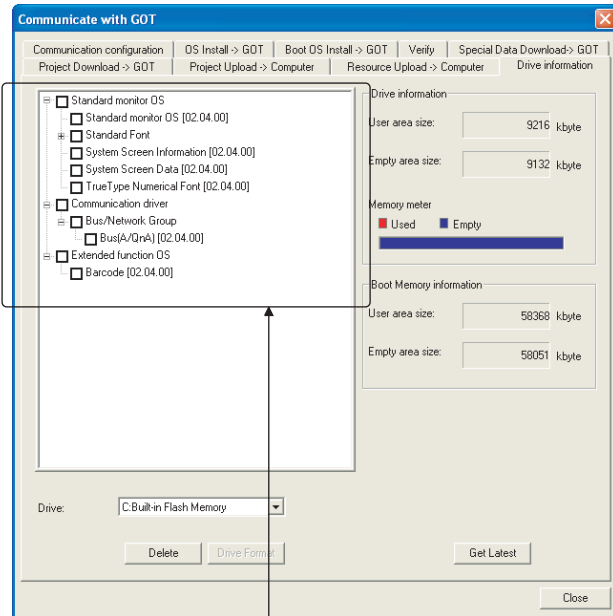 Communicate with GOT
Communication configuration OS Install -> GOT Boot OS Install -> GOT Verify Special Data Download-> GOT
Project Download -> GOT Project Upload -> Computer Resource Upload -> Computer Drive information
Standard monitor OS
Standard monitor OS [02.04.00]
Standard Font
System Screen Information [02.04.00]
System Screen Data [02.04.00]
TrueType Numerical Font [02.04.00]
Communication driver
Bus/Network Group
Bus(A/QnA) [02.04.00]
Extended function OS
Barcode [02.04.00]
Drive information
User area size: 9216 kbyte
Empty area size: 9132 kbyte
Memory meter
Used Empty
Boot Memory information
User area size: 58368 kbyte
Empty area size: 58051 kbyte
Drive: C:Built-in Flash Memory
Delete Drive Format Get Latest
Close